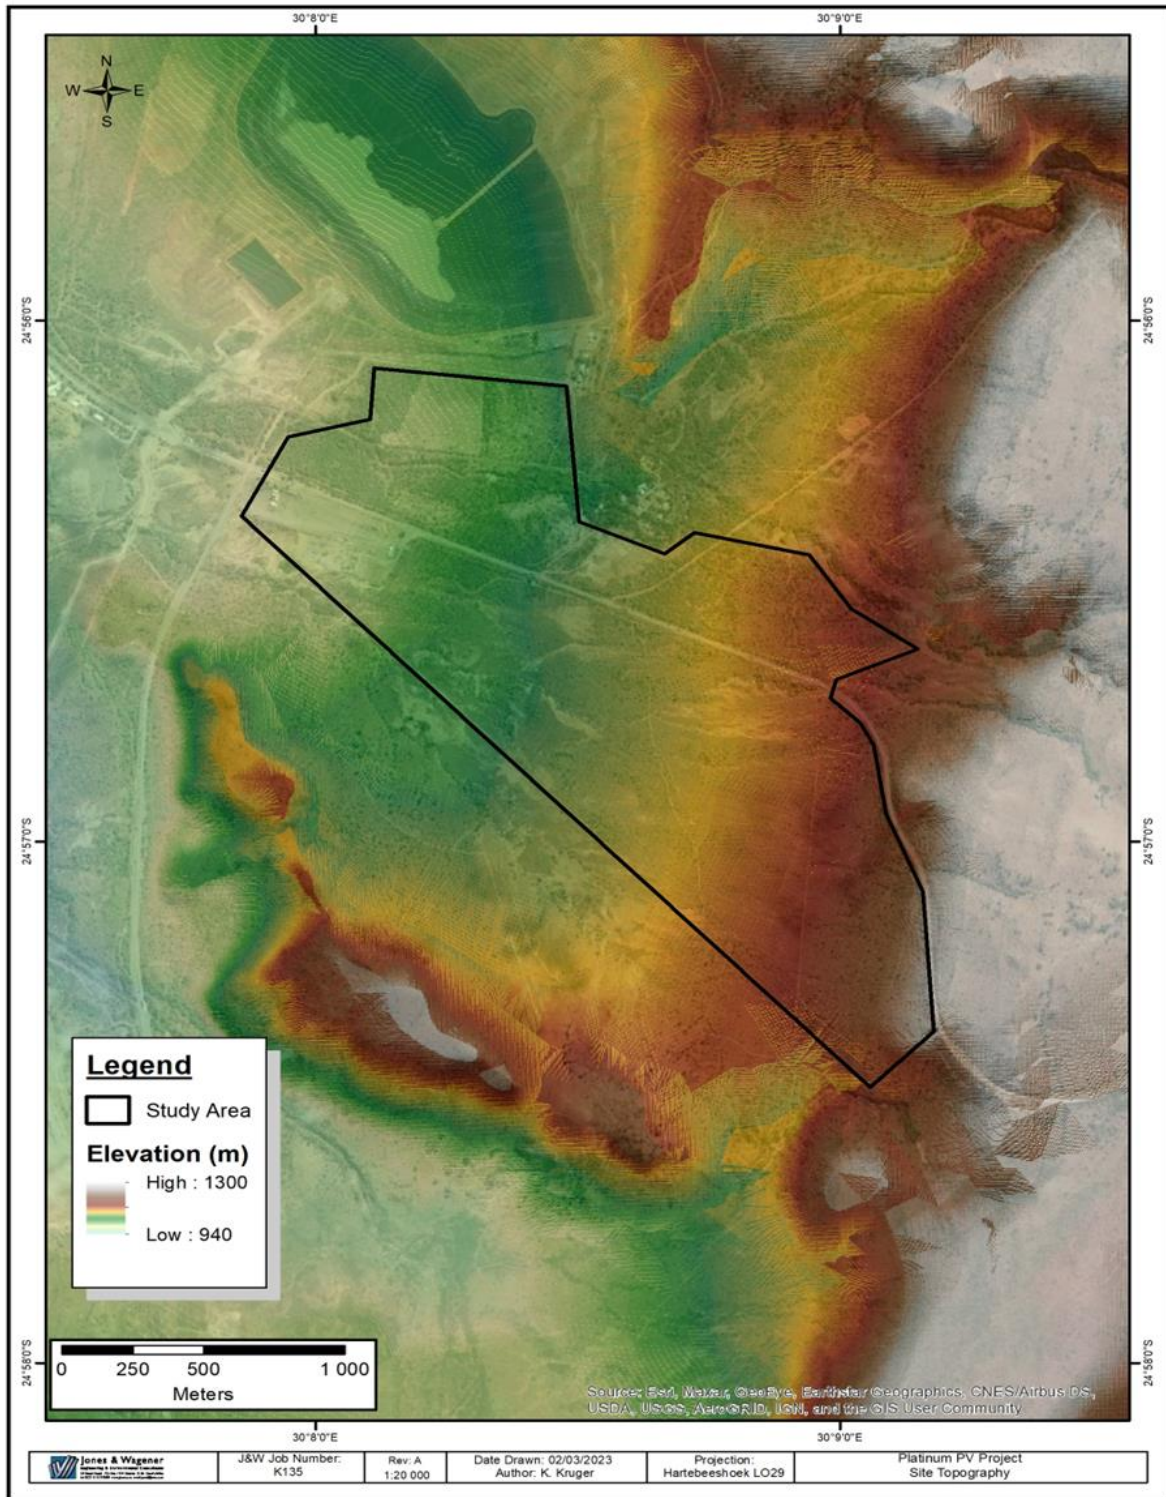 30°8'0"E
30°9'0"E
N
W E
S
24°56'0"S
24°56'0"S
24°57'0"S
24°57'0"S
Legend
Study Area
Elevation (m)
High : 1300
Low : 940
0 250 500 1 000
Meters
24°58'0"S
24°58'0"S
Source: Esri, Maxar, GeoEye, Earthstar Geographics, CNES/Airbus DS,
USDA, USGS, AeroGRID, IGN, and the GIS User Community
30°8'0"E
30°9'0"E
Jones & Wagener
J&W Job Number:
K135
Rev: A
1:20 000
Date Drawn: 02/03/2023
Author: K. Kruger
Projection:
Hartebeeshoek LO29
Platinum PV Project
Site Topography